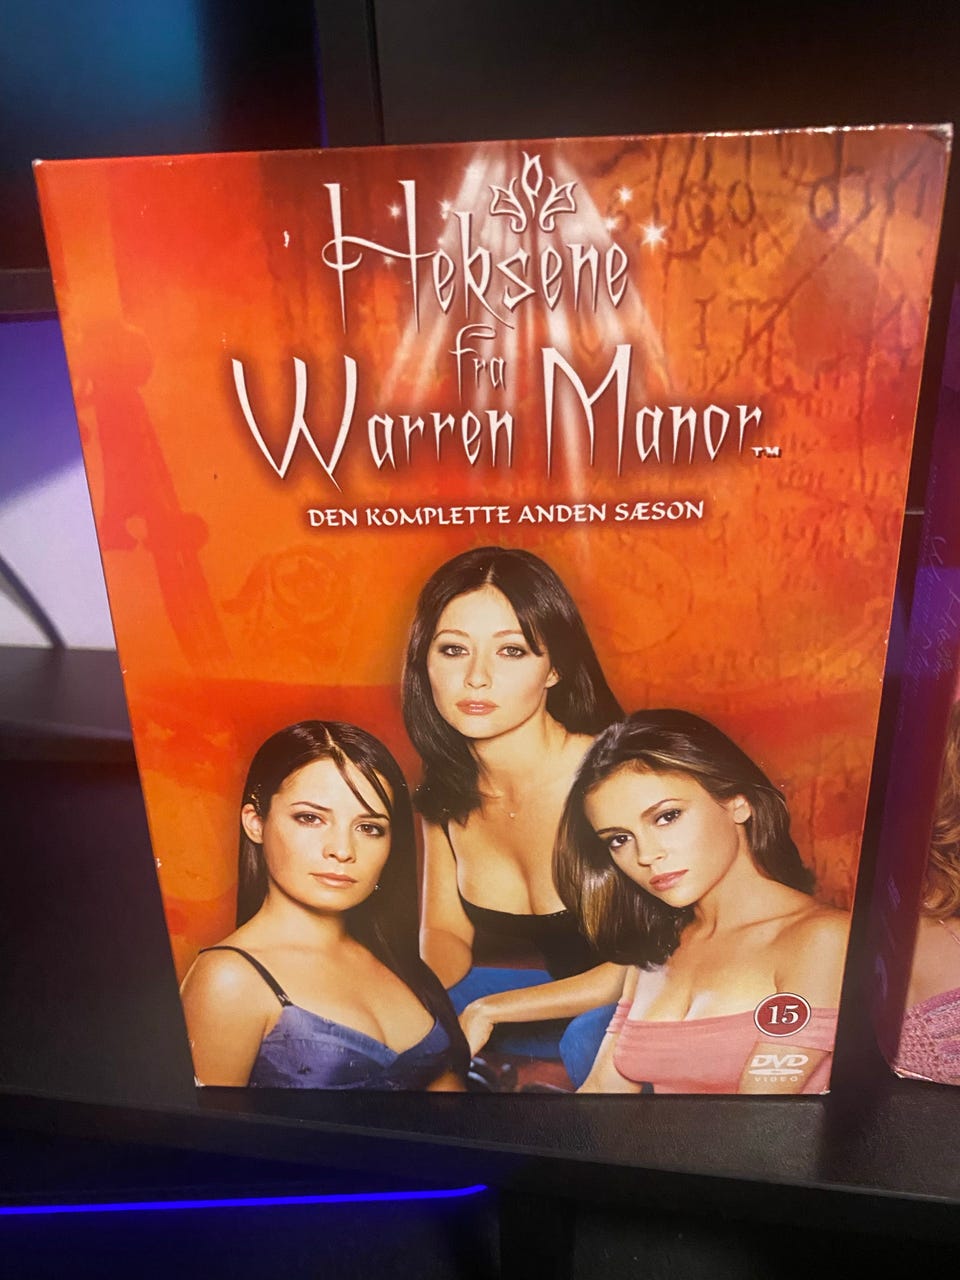 Heksene
fra
Warren Manor™
DEN KOMPLETTE ANDEN SÆSON
15
DVD
VIDEO